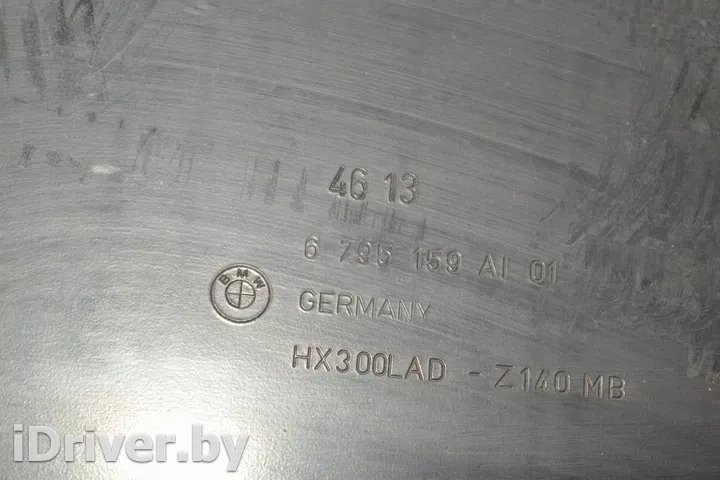 46 13
6 795 159 AI 01
BMW
GERMANY
HX300LAD - Z140 MB
iDriver.by